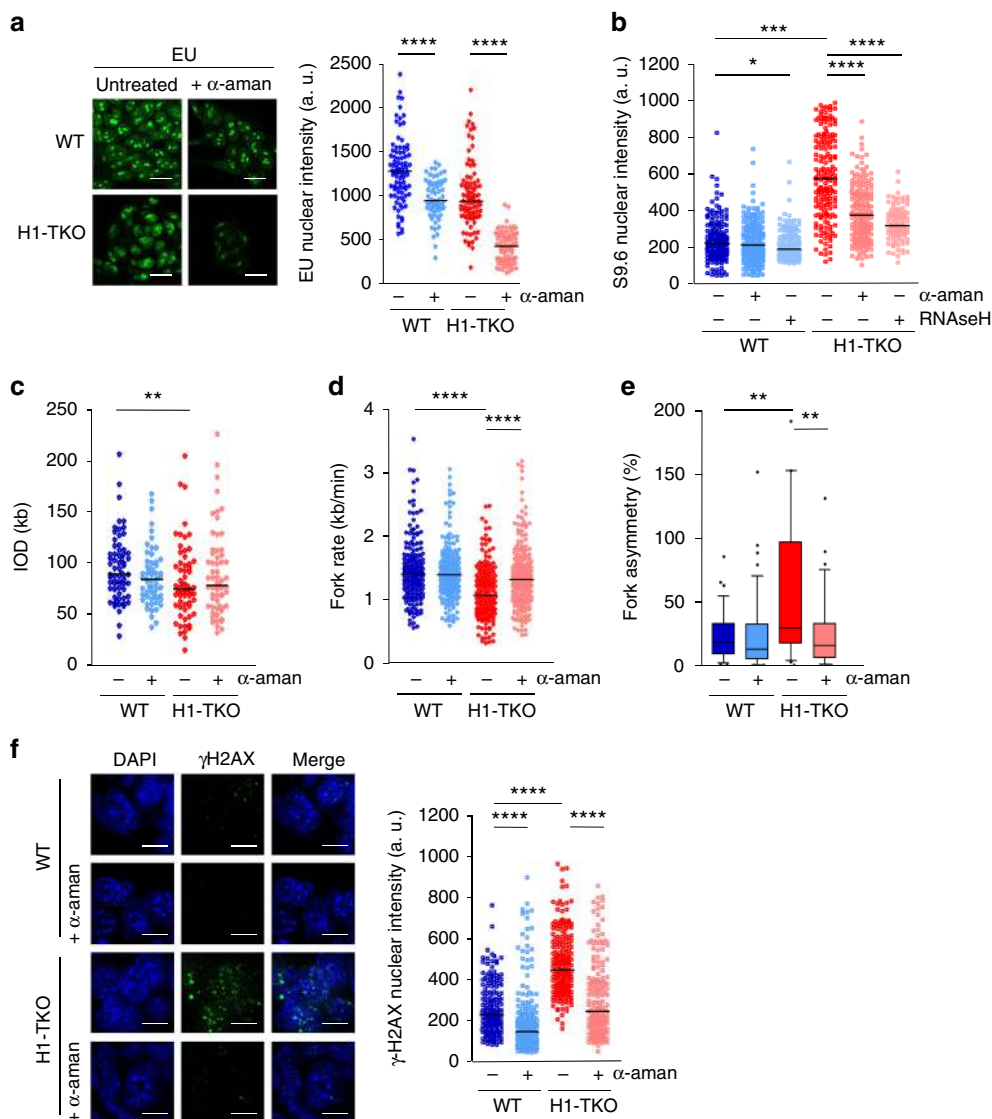 a
EU
Untreated + α-aman
WT
H1-TKO
EU nuclear intensity (a. u.)
2500
2000
1500
1000
500
0
**** ****
– + – + α-aman
WT H1-TKO
b
S9.6 nuclear intensity (a. u.)
1200
1000
800
600
400
200
0
***
* ****
****
– + – – + – α-aman
– – + – – + RNAseH
WT H1-TKO
c
IOD (kb)
250
200
150
100
50
0
**
– + – + α-aman
WT H1-TKO
d
Fork rate (kb/min)
4
3
2
1
0
**** ****
– + – + α-aman
WT H1-TKO
e
Fork asymmetry (%)
200
150
100
50
0
** **
– + – + α-aman
WT H1-TKO
f
DAPI γH2AX Merge
WT
+ α-aman
H1-TKO
+ α-aman
γ-H2AX nuclear intensity (a. u.)
1200
1000
800
600
400
200
0
****
**** ****
– + – + α-aman
WT H1-TKO